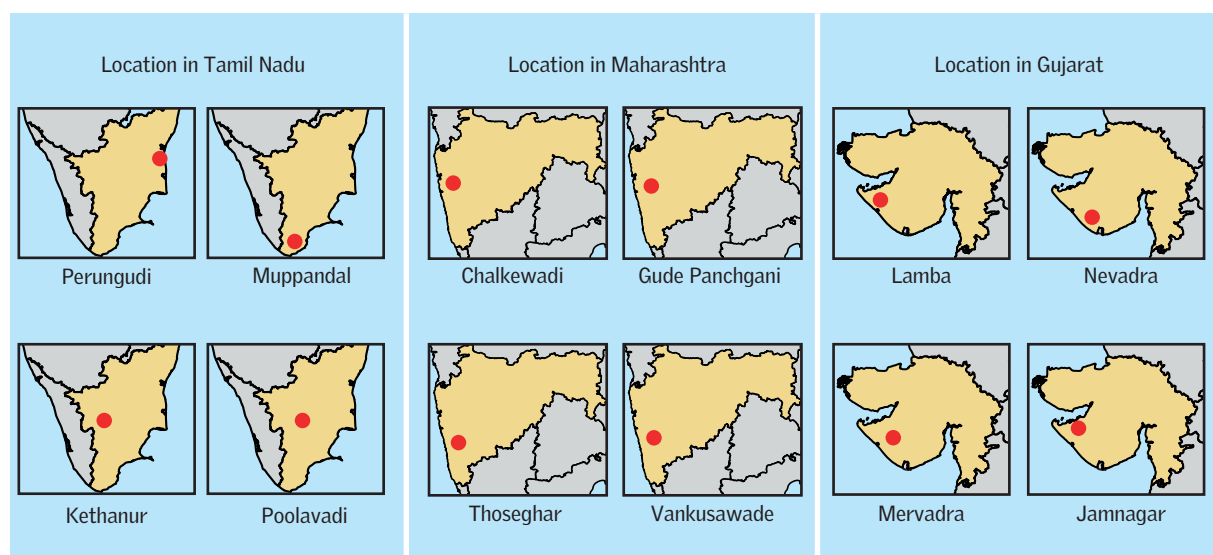 Location in Tamil Nadu
Perungudi
Muppandal
Kethanur
Poolavadi
Location in Maharashtra
Chalkewadi
Gude Panchgani
Thoseghar
Vankusawade
Location in Gujarat
Lamba
Nevadra
Mervadra
Jamnagar